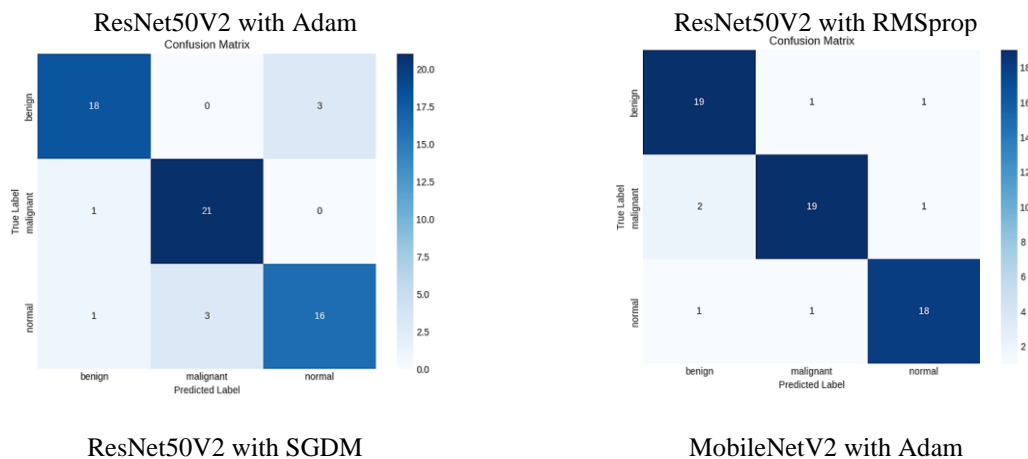 ResNet50V2 with Adam
Confusion Matrix
benign
18 0 3
True Label
malignant
1 21 0
normal
1 3 16
benign malignant normal
Predicted Label
20.0
17.5
15.0
12.5
10.0
7.5
5.0
2.5
0.0
ResNet50V2 with RMSprop
Confusion Matrix
benign
19 1 1
True Label
malignant
2 19 1
normal
1 1 18
benign malignant normal
Predicted Label
18
16
14
12
10
8
6
4
2
ResNet50V2 with SGDM
MobileNetV2 with Adam